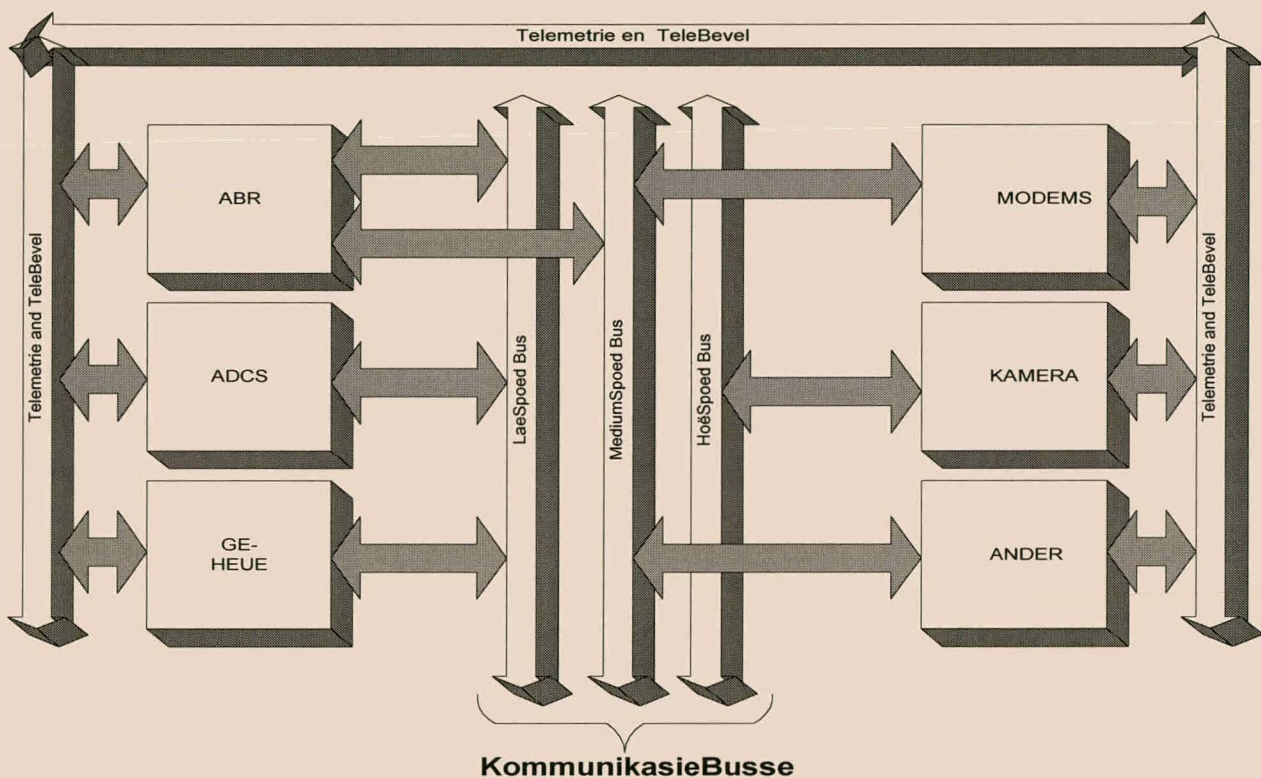 Telemetrie en TeleBevel
Telemetrie and TeleBevel
ABR
ADCS
GE-
HEUE
LaeSpoed Bus
MediumSpoed Bus
HoëSpoed Bus
MODEMS
KAMERA
ANDER
Telemetrie and TeleBevel
KommunikasieBusse